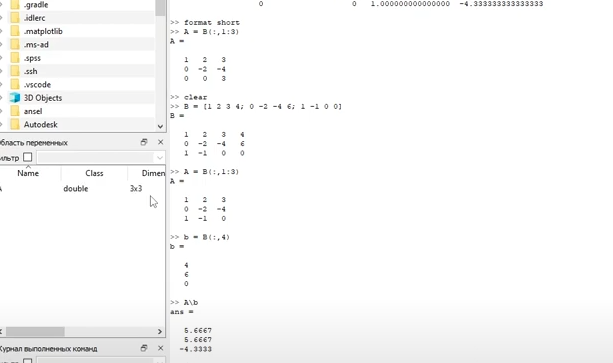 .gradle
.idlerc
.matplotlib
.ms-ad
.spss
.ssh
.vscode
3D Objects
ansel
Autodesk
бласть переменных
ильтр
Name Class Dimen
double 3x3
Журнал выполненных команд
0 0 1.000000000000000 -4.333333333333333
>> format short
>> A = B(:,1:3)
A =
1 2 3
0 -2 -4
0 0 3
>> clear
>> B = [1 2 3 4; 0 -2 -4 6; 1 -1 0 0]
B =
1 2 3 4
0 -2 -4 6
1 -1 0 0
>> A = B(:,1:3)
A =
1 2 3
0 -2 -4
1 -1 0
>> b = B(:,4)
b =
4
6
0
>> A\b
ans =
5.6667
5.6667
-4.3333